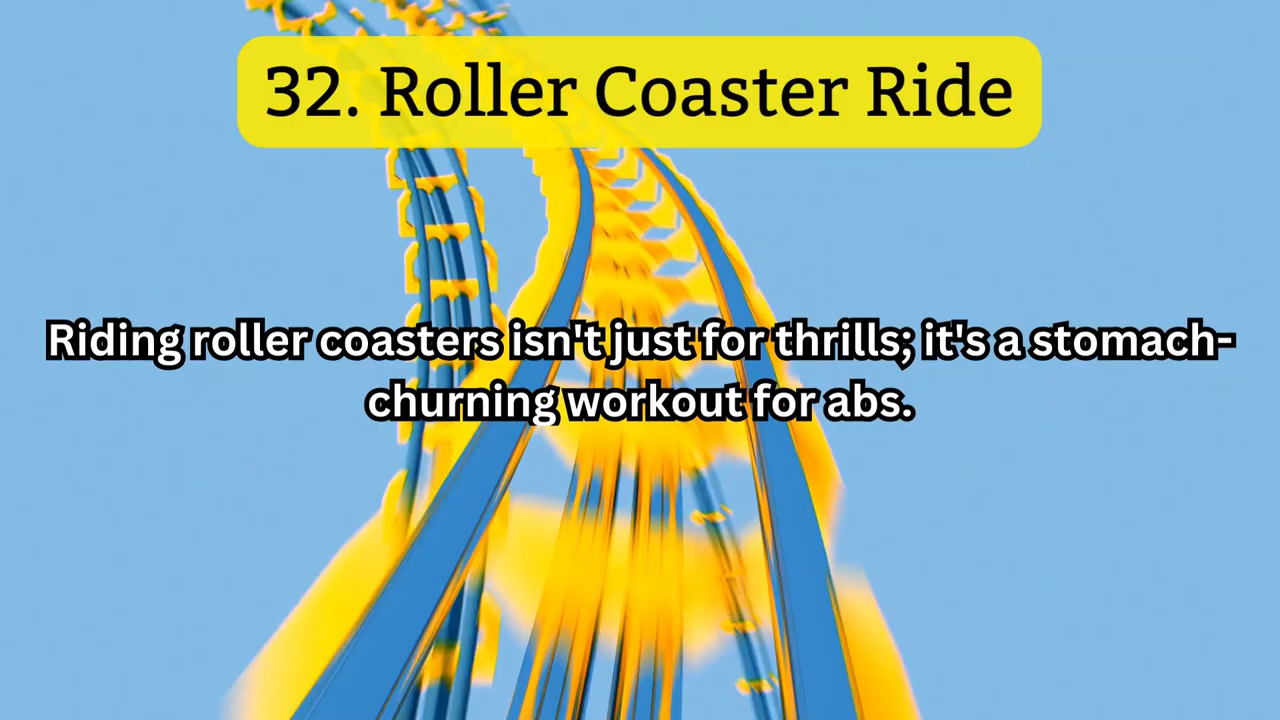 32. Roller Coaster Ride
Riding roller coasters isn't just for thrills; it's a stomach-
churning workout for abs.